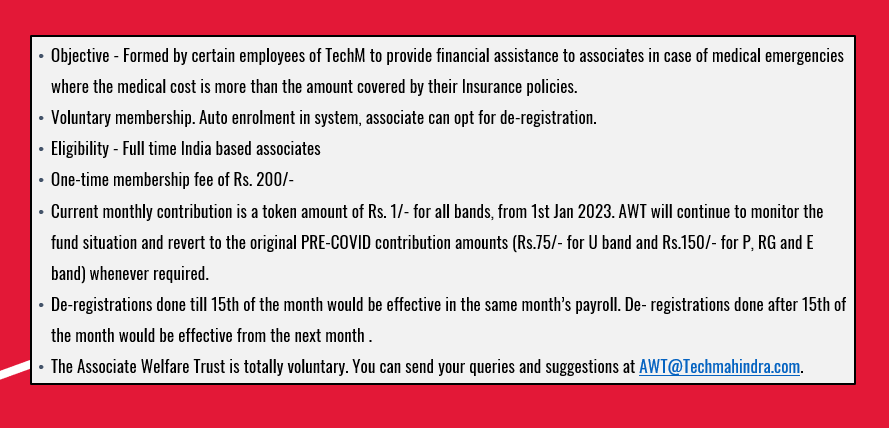 • Objective - Formed by certain employees of TechM to provide financial assistance to associates in case of medical emergencies
where the medical cost is more than the amount covered by their Insurance policies.
• Voluntary membership. Auto enrolment in system, associate can opt for de-registration.
• Eligibility - Full time India based associates
• One-time membership fee of Rs. 200/-
• Current monthly contribution is a token amount of Rs. 1/- for all bands, from 1st Jan 2023. AWT will continue to monitor the
fund situation and revert to the original PRE-COVID contribution amounts (Rs.75/- for U band and Rs.150/- for P, RG and E
band) whenever required.
• De-registrations done till 15th of the month would be effective in the same month’s payroll. De- registrations done after 15th of
the month would be effective from the next month .
• The Associate Welfare Trust is totally voluntary. You can send your queries and suggestions at AWT@Techmahindra.com.